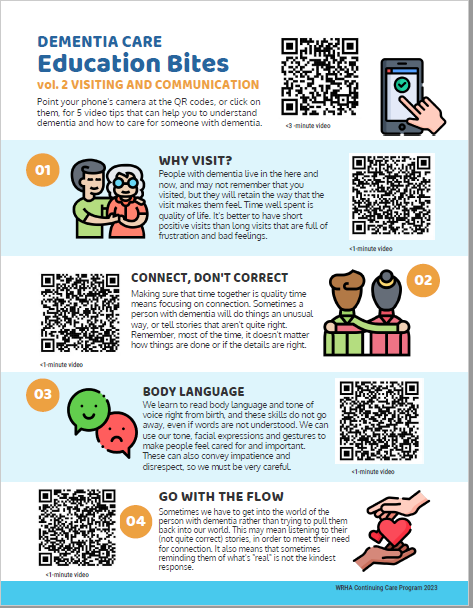 DEMENTIA CARE
Education Bites
vol. 2 VISITING AND COMMUNICATION
Point your phone's camera at the QR codes, or click on
them, for 5 video tips that can help you to understand
dementia and how to care for someone with dementia.
<3 -minute video
01
WHY VISIT?
People with dementia live in the here and
now, and may not remember that you
visited, but they will retain the way that the
visit makes them feel. Time well spent is
quality of life. It's better to have short
positive visits than long visits that are full of
frustration and bad feelings.
<1-minute video
CONNECT, DON'T CORRECT
02
Making sure that time together is quality time
means focusing on connection. Sometimes a
person with dementia will do things an unusual
way, or tell stories that aren't quite right.
Remember, most of the time, it doesn't matter
how things are done or if the details are right.
<1-minute video
03
BODY LANGUAGE
We learn to read body language and tone of
voice right from birth, and these skills do not go
away, even if words are not understood. We can
use our tone, facial expressions and gestures to
make people feel cared for and important.
These can also convey impatience and
disrespect, so we must be very careful.
<1-minute video
04
GO WITH THE FLOW
Sometimes we have to get into the world of the
person with dementia rather than trying to pull them
back into our world. This may mean listening to their
(not quite correct) stories, in order to meet their need
for connection. It also means that sometimes
reminding them of what's "real" is not the kindest
response.
<1-minute video
WRHA Continuing Care Program 2023